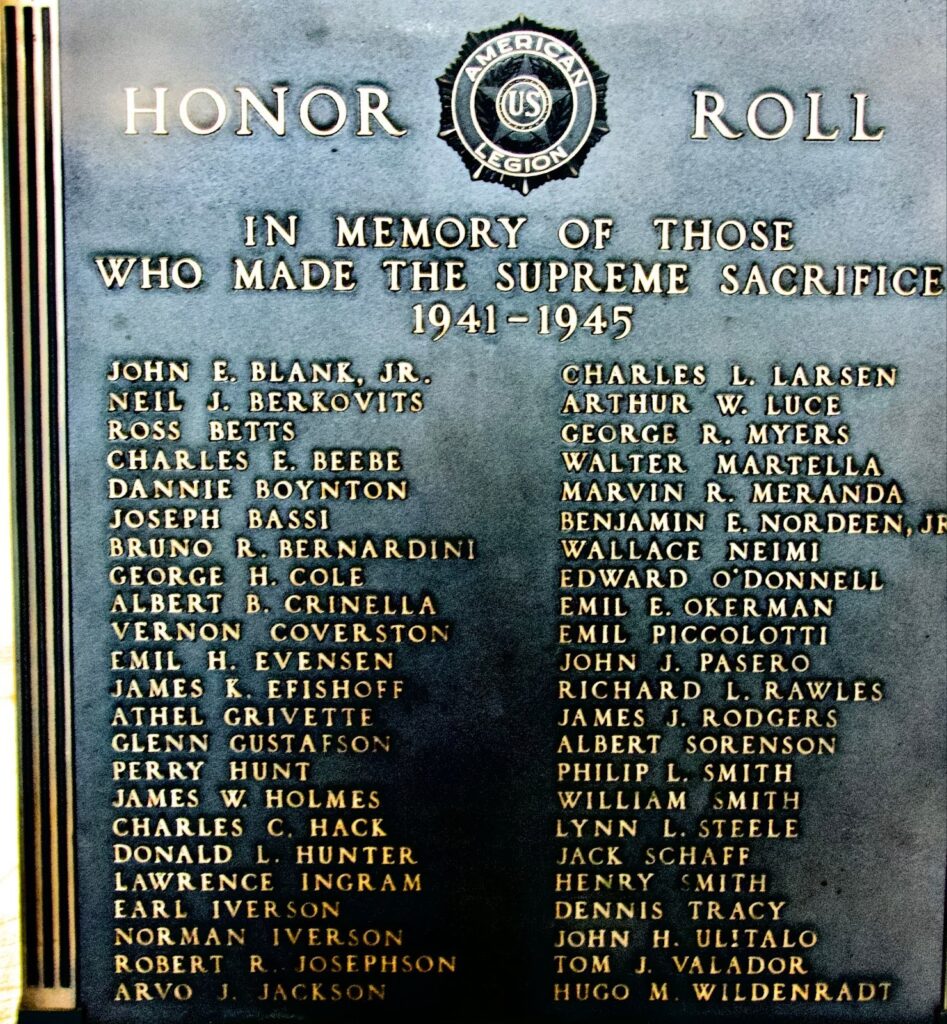 HONOR AMERICAN LEGION US ROLL
IN MEMORY OF THOSE
WHO MADE THE SUPREME SACRIFICE
1941-1945
JOHN E. BLANK, JR.
NEIL J. BERKOVITS
ROSS BETTS
CHARLES E. BEEBE
DANNIE BOYNTON
JOSEPH BASSI
BRUNO R. BERNARDINI
GEORGE H. COLE
ALBERT B. CRINELLA
VERNON COVERSTON
EMIL H. EVENSEN
JAMES K. EFISHOFF
ATHEL GRIVETTE
GLENN GUSTAFSON
PERRY HUNT
JAMES W. HOLMES
CHARLES C. HACK
DONALD L. HUNTER
LAWRENCE INGRAM
EARL IVERSON
NORMAN IVERSON
ROBERT R. JOSEPHSON
ARVO J. JACKSON
CHARLES L. LARSEN
ARTHUR W. LUCE
GEORGE R. MYERS
WALTER MARTELLA
MARVIN R. MERANDA
BENJAMIN E. NORDEEN, JR
WALLACE NEIMI
EDWARD O'DONNELL
EMIL E. OKERMAN
EMIL PICCOLOTTI
JOHN J. PASERO
RICHARD L. RAWLES
JAMES J. RODGERS
ALBERT SORENSON
PHILIP L. SMITH
WILLIAM SMITH
LYNN L. STEELE
JACK SCHAFF
HENRY SMITH
DENNIS TRACY
JOHN H. ULITALO
TOM J. VALADOR
HUGO M. WILDENRADT